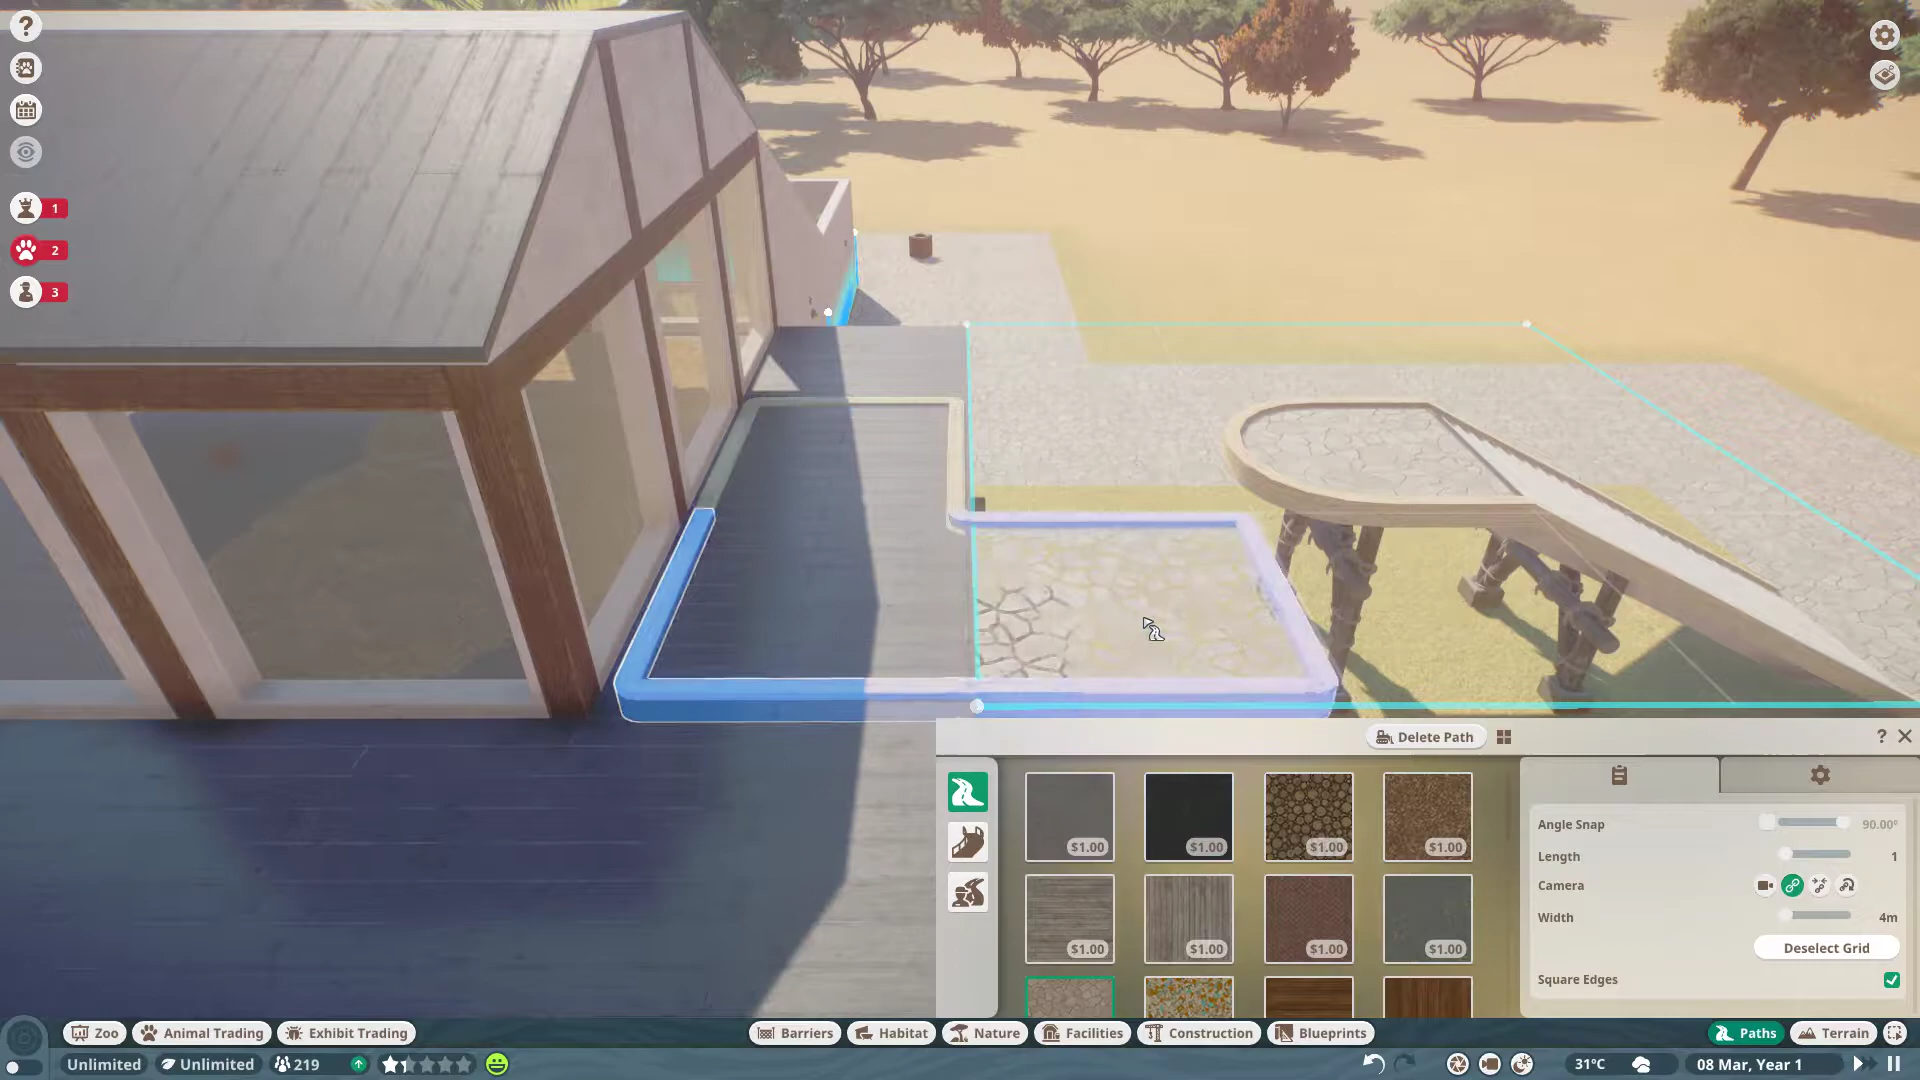 ?
1
2
3
Delete Path
? X
$1.00 $1.00 $1.00 $1.00
$1.00 $1.00 $1.00 $1.00
Angle Snap 90.00°
Length 1
Camera
Width 4m
Deselect Grid
Square Edges
Zoo Animal Trading Exhibit Trading Barriers Habitat Nature Facilities Construction Blueprints Paths Terrain
Unlimited Unlimited 219 31°C 08 Mar, Year 1